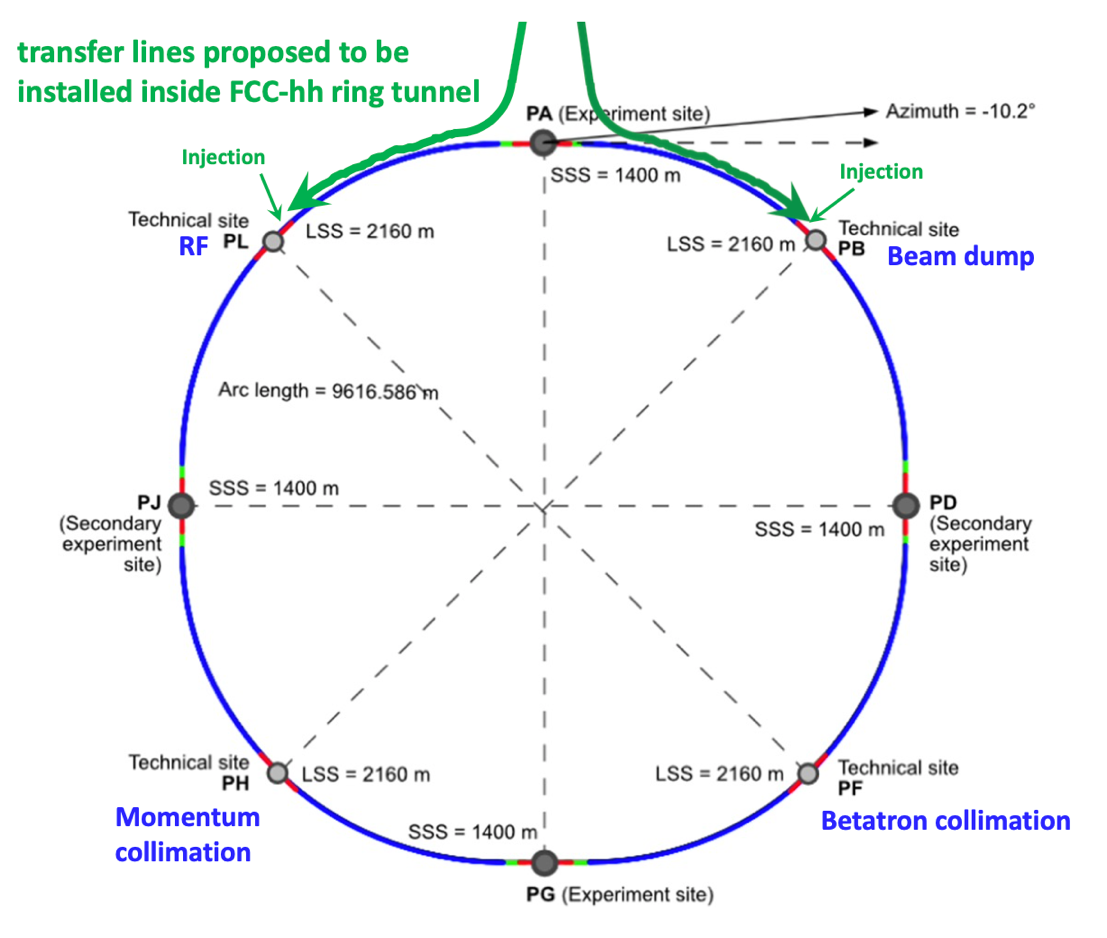 transfer lines proposed to be
installed inside FCC-hh ring tunnel
PA (Experiment site)
Azimuth = -10.2°
Injection
SSS = 1400 m
Injection
Technical site
RF PL
LSS = 2160 m
LSS = 2160 m
Technical site
PB
Beam dump
Arc length = 9616.586 m
PJ
(Secondary
experiment
site)
SSS = 1400 m
SSS = 1400 m
PD
(Secondary
experiment
site)
Technical site
PH
LSS = 2160 m
Momentum
collimation
LSS = 2160 m
Technical site
PF
Betatron collimation
SSS = 1400 m
PG (Experiment site)